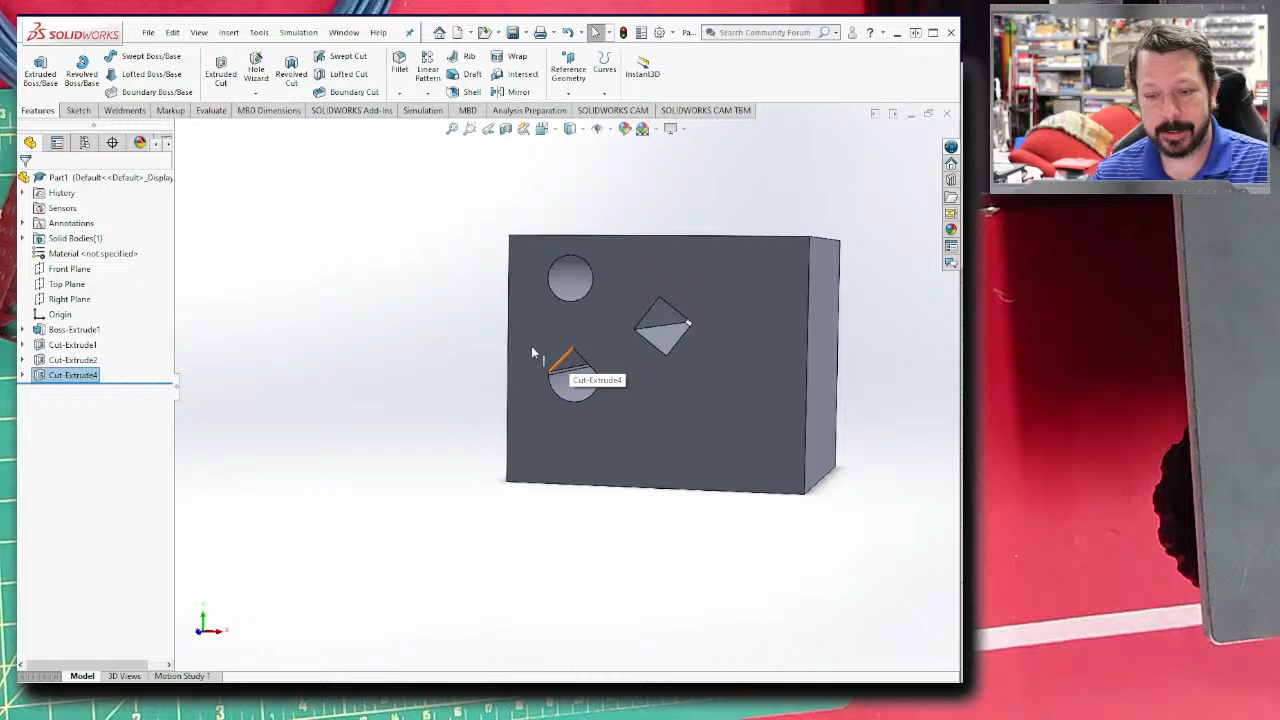 SOLIDWORKS File Edit View Insert Tools Simulation Window Help Pa... Search Community Forum
Extruded Boss/Base
Revolved Boss/Base
Swept Boss/Base
Lofted Boss/Base
Boundary Boss/Base
Extruded Cut
Hole Wizard
Revolved Cut
Swept Cut
Lofted Cut
Boundary Cut
Fillet
Linear Pattern
Rib
Draft
Shell
Wrap
Intersect
Mirror
Reference Geometry
Curves
Instant3D
Features Sketch Weldments Markup Evaluate MBD Dimensions SOLIDWORKS Add-Ins Simulation MBD Analysis Preparation SOLIDWORKS CAM SOLIDWORKS CAM TBM
Part1 (Default<<Default>_Display
History
Sensors
Annotations
Solid Bodies(1)
Material <not specified>
Front Plane
Top Plane
Right Plane
Origin
Boss-Extrude1
Cut-Extrude1
Cut-Extrude2
Cut-Extrude4
Cut-Extrude4
Model 3D Views Motion Study 1